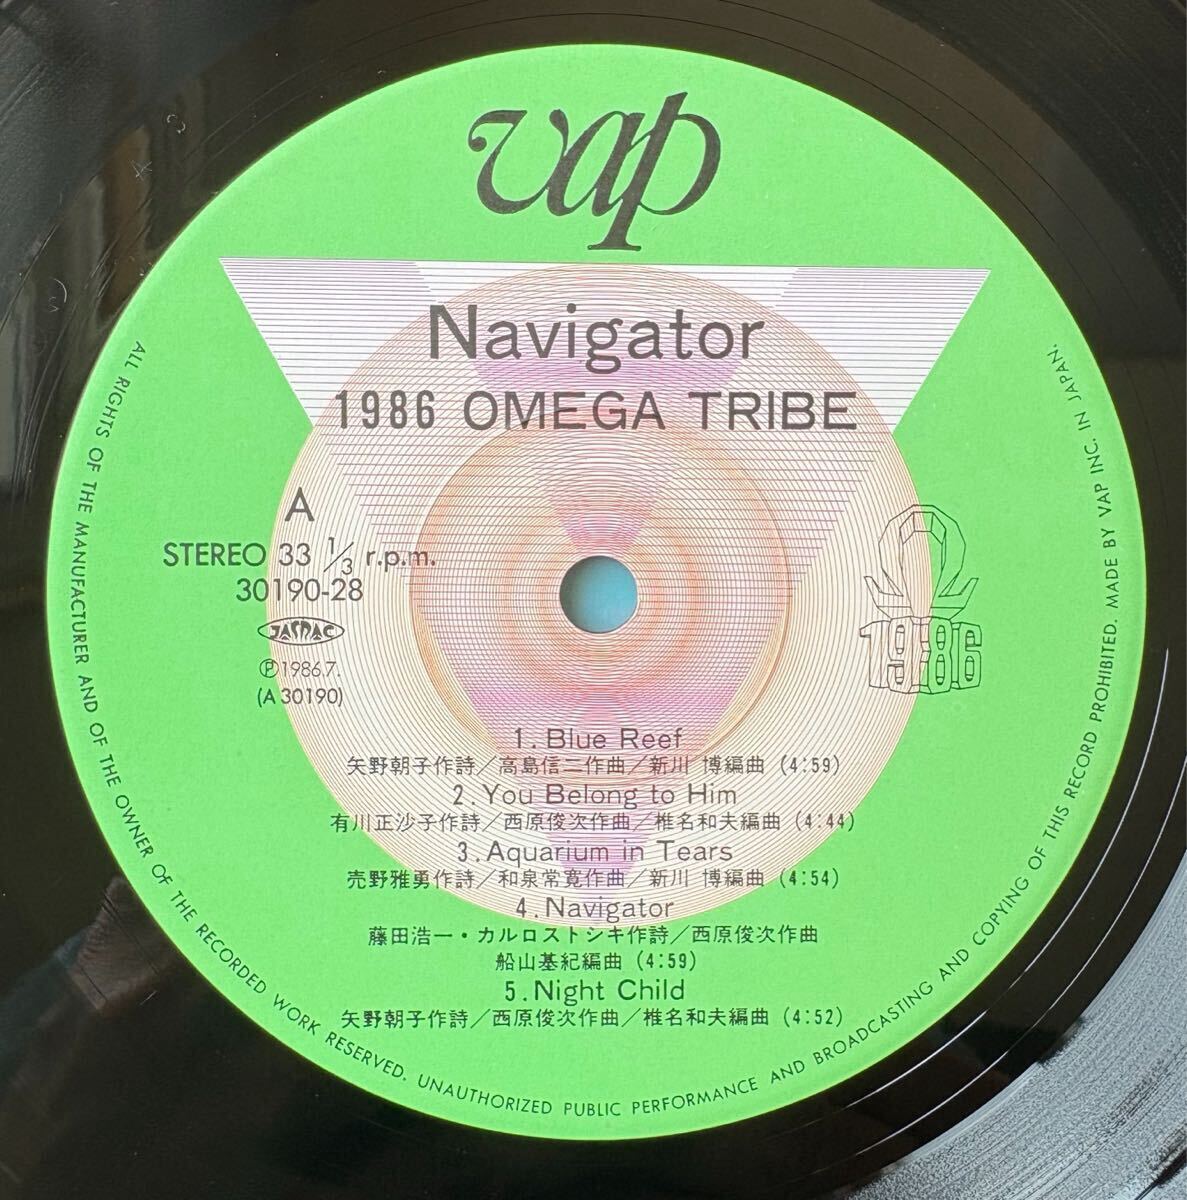 vap
Navigator
1986 OMEGA TRIBE
A
STEREO 33 1/3 r.p.m.
30190-28
JASRAC
Ⓟ1986.7.
(A 30190)
Ω
1986
1. Blue Reef
矢野朝子作詩／高島信二作曲／新川 博編曲 (4:59)
2. You Belong to Him
有川正沙子作詩／西原俊次作曲／椎名和夫編曲 (4:44)
3. Aquarium in Tears
売野雅勇作詩／和泉常寛作曲／新川 博編曲 (4:54)
4. Navigator
藤田浩一・カルロストシキ作詩／西原俊次作曲
船山基紀編曲 (4:59)
5. Night Child
矢野朝子作詩／西原俊次作曲／椎名和夫編曲 (4:52)
ALL RIGHTS OF THE MANUFACTURER AND OF THE OWNER OF THE RECORDED WORK RESERVED. UNAUTHORIZED PUBLIC PERFORMANCE AND BROADCASTING AND COPYING OF THIS RECORD PROHIBITED. MADE BY VAP INC. IN JAPAN.